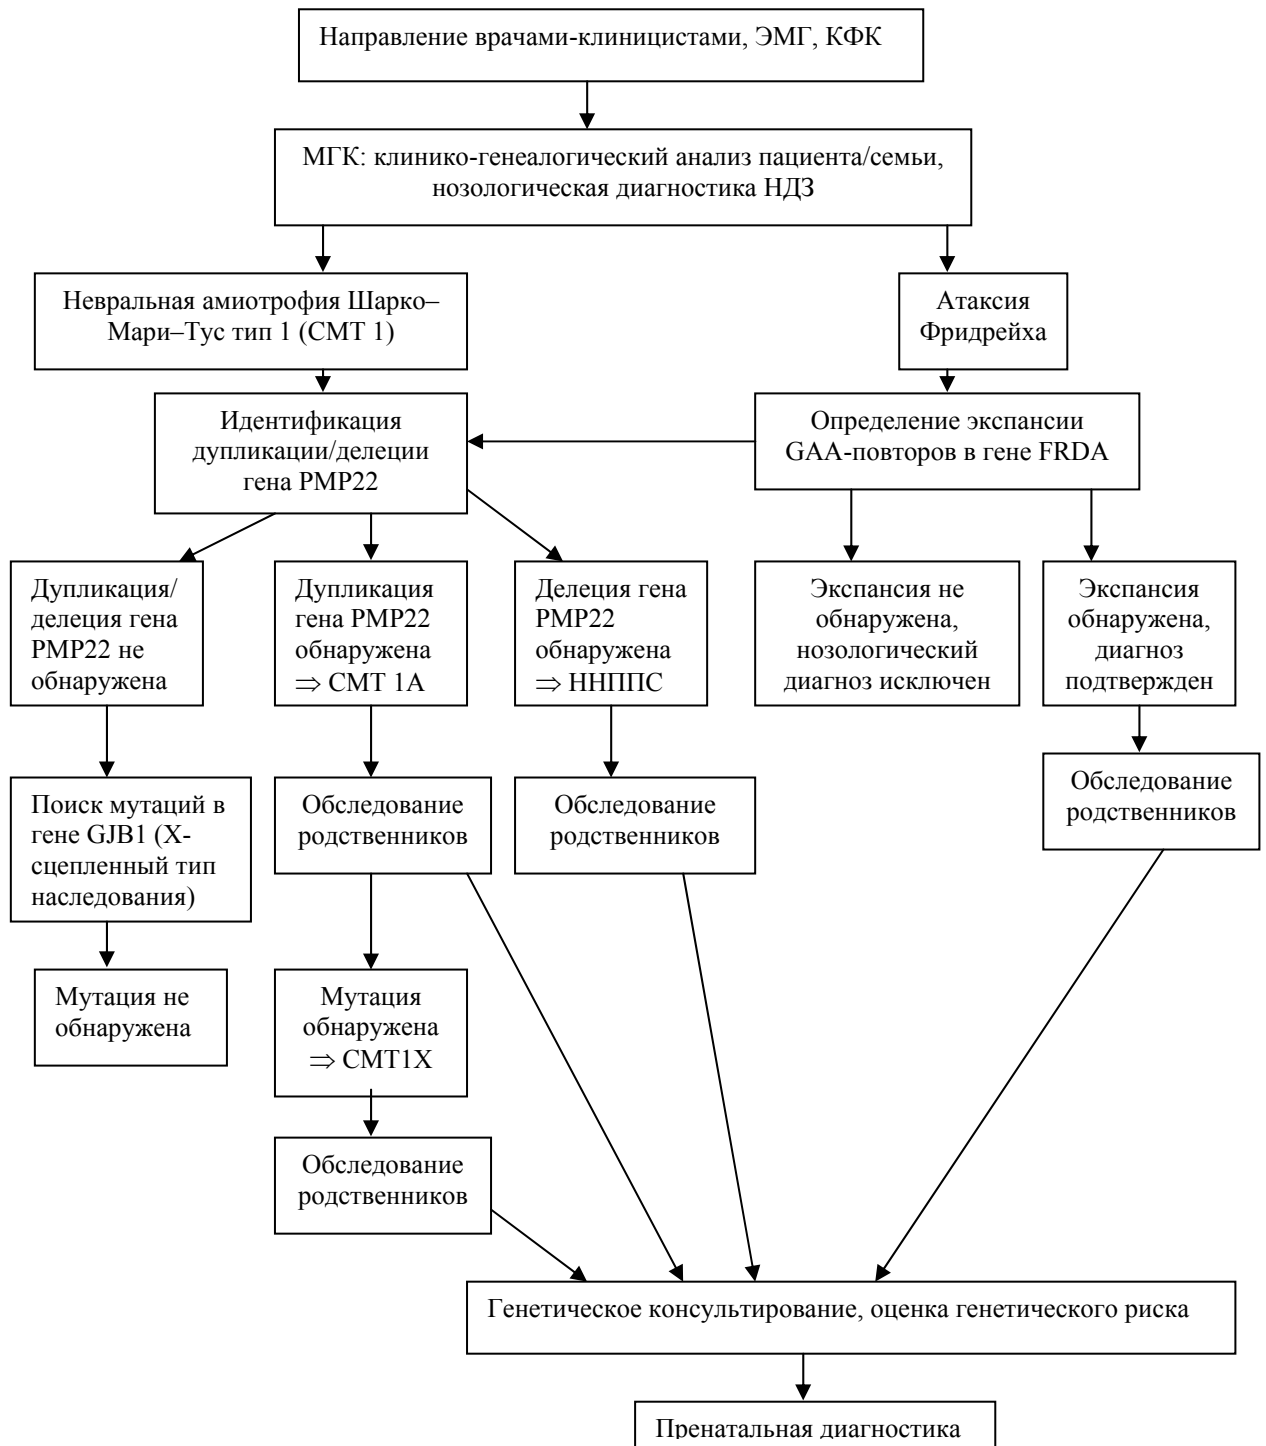 Направление врачами-клиницистами, ЭМГ, КФК
МГК: клинико-генеалогический анализ пациента/семьи,
нозологическая диагностика НДЗ
Невральная амиотрофия Шарко–
Мари–Тус тип 1 (СМТ 1)
Атаксия
Фридрейха
Идентификация
дупликации/делеции
гена PMP22
Определение экспансии
GAA-повторов в гене FRDA
Дупликация/
делеция гена
PMP22 не
обнаружена
Дупликация
гена PMP22
обнаружена
⇒ СМТ 1А
Делеция гена
PMP22
обнаружена
⇒ ННППС
Экспансия не
обнаружена,
нозологический
диагноз исключен
Экспансия
обнаружена,
диагноз
подтвержден
Поиск мутаций в
гене GJB1 (Х-
сцепленный тип
наследования)
Обследование
родственников
Обследование
родственников
Обследование
родственников
Мутация не
обнаружена
Мутация
обнаружена
⇒ СМТ1Х
Обследование
родственников
Генетическое консультирование, оценка генетического риска
Пренатальная диагностика